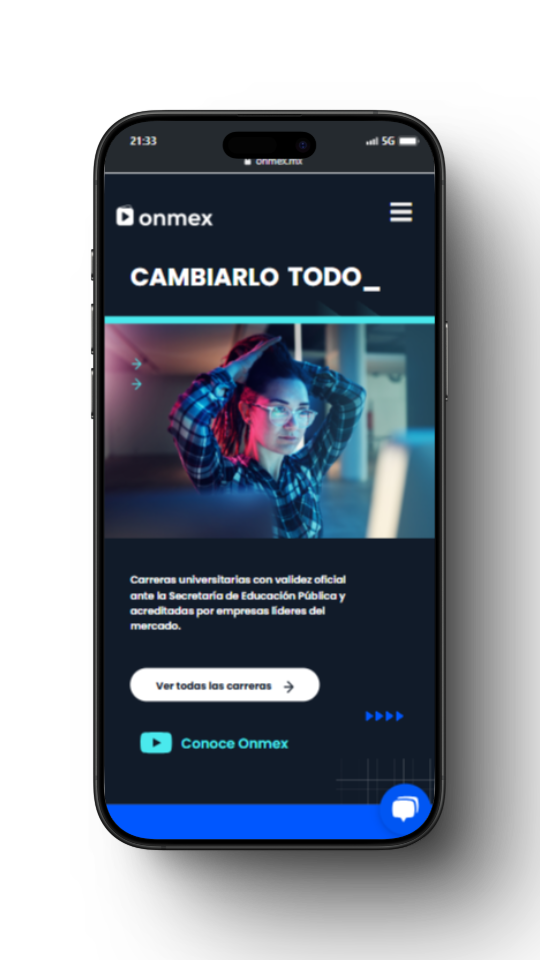 21:33
5G
onmex.mx
onmex
CAMBIARLO TODO_
Carreras universitarias con validez oficial
ante la Secretaría de Educación Pública y
acreditadas por empresas líderes del
mercado.
Ver todas las carreras
Conoce Onmex